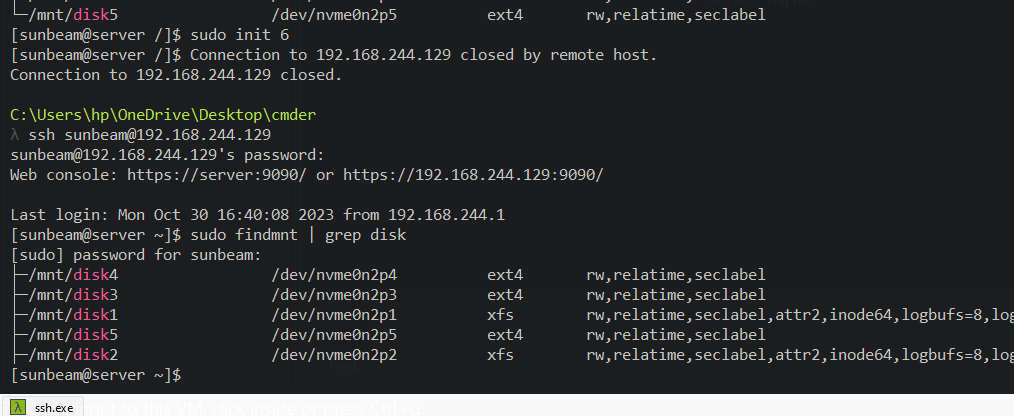 └─/mnt/disk5 /dev/nvme0n2p5 ext4 rw,relatime,seclabel
[sunbeam@server /]$ sudo init 6
[sunbeam@server /]$ Connection to 192.168.244.129 closed by remote host.
Connection to 192.168.244.129 closed.
C:\Users\hp\OneDrive\Desktop\cmder
λ ssh sunbeam@192.168.244.129
sunbeam@192.168.244.129's password:
Web console: https://server:9090/ or https://192.168.244.129:9090/
Last login: Mon Oct 30 16:40:08 2023 from 192.168.244.1
[sunbeam@server ~]$ sudo findmnt | grep disk
[sudo] password for sunbeam:
├─/mnt/disk4 /dev/nvme0n2p4 ext4 rw,relatime,seclabel
├─/mnt/disk3 /dev/nvme0n2p3 ext4 rw,relatime,seclabel
├─/mnt/disk1 /dev/nvme0n2p1 xfs rw,relatime,seclabel,attr2,inode64,logbufs=8,log
├─/mnt/disk5 /dev/nvme0n2p5 ext4 rw,relatime,seclabel
├─/mnt/disk2 /dev/nvme0n2p2 xfs rw,relatime,seclabel,attr2,inode64,logbufs=8,log
[sunbeam@server ~]$
λ ssh.exe